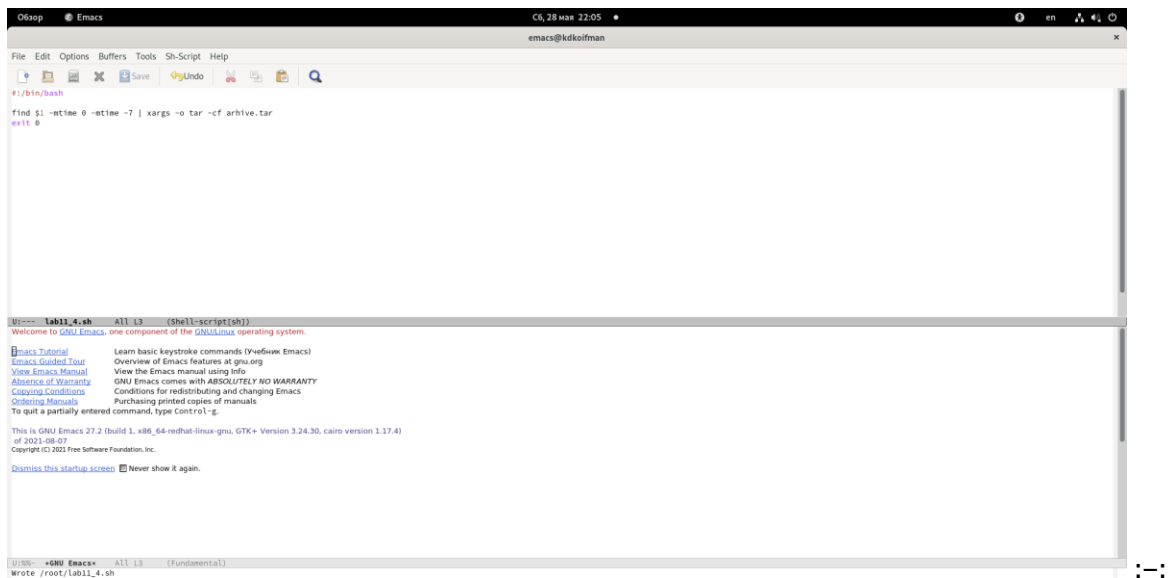 Обзор Emacs Сб, 28 мая 22:05 en
emacs@kdkoifman
File Edit Options Buffers Tools Sh-Script Help
Save Undo
#!/bin/bash
find $1 -mtime 0 -mtime -7 | xargs -o tar -cf arhive.tar
exit 0
U:--- lab11_4.sh All L3 (Shell-script[sh])
Welcome to GNU Emacs, one component of the GNU/Linux operating system.
Emacs Tutorial Learn basic keystroke commands (Учебник Emacs)
Emacs Guided Tour Overview of Emacs features at gnu.org
View Emacs Manual View the Emacs manual using Info
Absence of Warranty GNU Emacs comes with ABSOLUTELY NO WARRANTY
Copying Conditions Conditions for redistributing and changing Emacs
Ordering Manuals Purchasing printed copies of manuals
To quit a partially entered command, type Control-g.
This is GNU Emacs 27.2 (build 1, x86_64-redhat-linux-gnu, GTK+ Version 3.24.30, cairo version 1.17.4)
of 2021-08-07
Copyright (C) 2021 Free Software Foundation, Inc.
Dismiss this startup screen Never show it again.
U:%%- *GNU Emacs* All L3 (Fundamental)
Wrote /root/lab11_4.sh
:-: